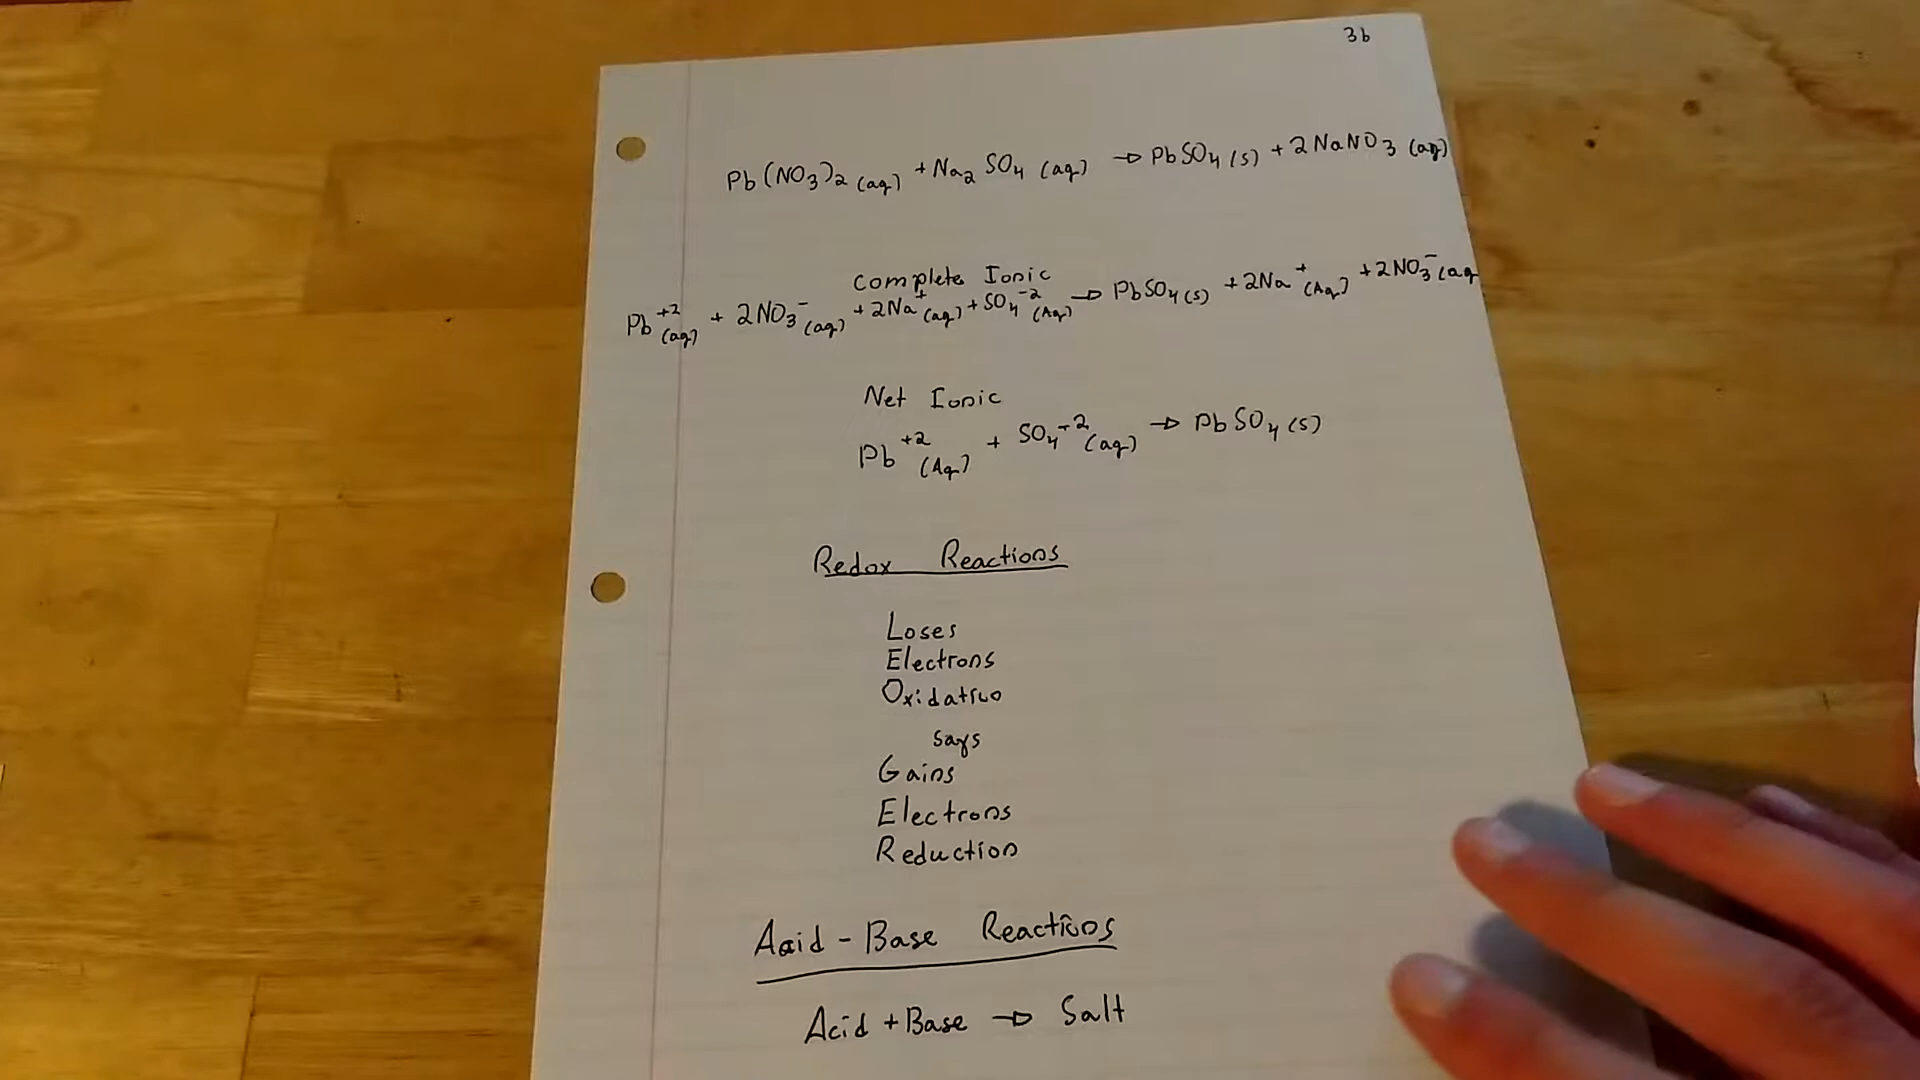 3b
Pb(NO3)2 (aq) + Na2SO4 (aq) → PbSO4 (s) + 2NaNO3 (aq)
Complete Ionic
Pb+2 (aq) + 2NO3- (aq) + 2Na+ (aq) + SO4-2 (Aq) → PbSO4 (s) + 2Na+ (Aq) + 2NO3- (aq
Net Ionic
Pb+2 (Aq) + SO4-2 (aq) → PbSO4 (s)
Redox Reactions
Loses
Electrons
Oxidation
says
Gains
Electrons
Reduction
Acid - Base Reactions
Acid + Base → Salt